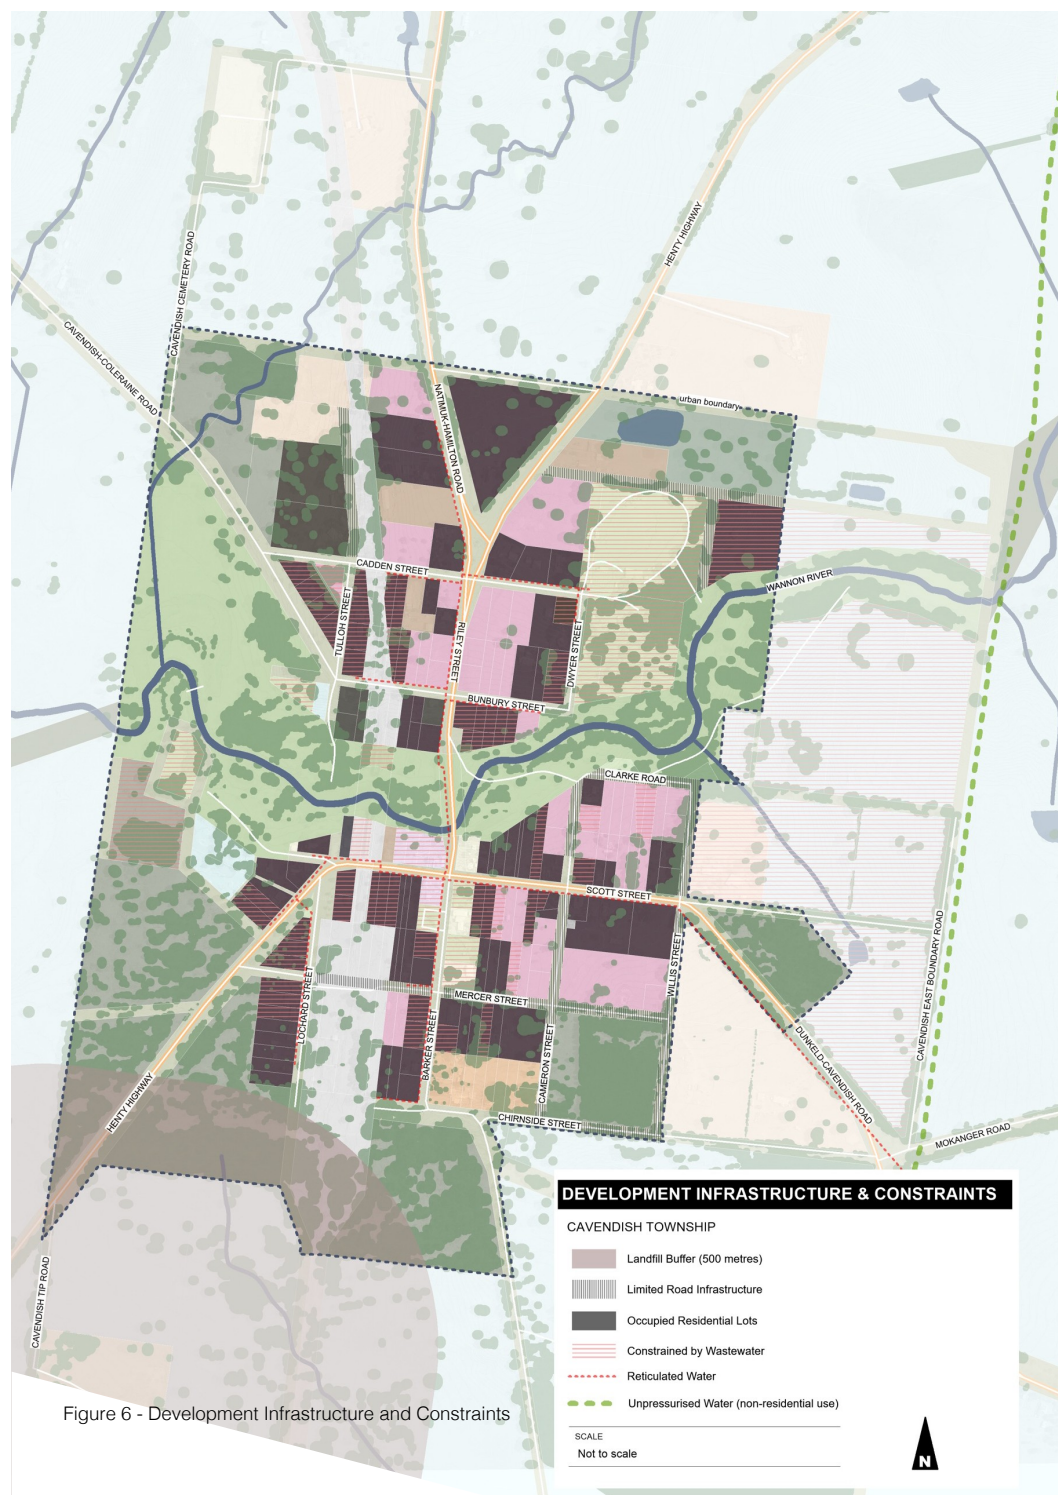 HENTY HIGHWAY
CAVENDISH CEMETERY ROAD
CAVENDISH-COLERAINE ROAD
urban boundary
NATIMUK-HAMILTON ROAD
CADDEN STREET
WANNON RIVER
TULLOH STREET
RILEY STREET
DWYER STREET
BUNBURY STREET
CLARKE ROAD
SCOTT STREET
WILLIS STREET
LOCHARD STREET
MERCER STREET
BARKER STREET
CAMERON STREET
CAVENDISH EAST BOUNDARY ROAD
DUNKELD-CAVENDISH ROAD
HENTY HIGHWAY
CHIRNSIDE STREET
MOKANGER ROAD
CAVENDISH TIP ROAD
DEVELOPMENT INFRASTRUCTURE & CONSTRAINTS
CAVENDISH TOWNSHIP
Landfill Buffer (500 metres)
Limited Road Infrastructure
Occupied Residential Lots
Constrained by Wastewater
Reticulated Water
Unpressurised Water (non-residential use)
SCALE
Not to scale
N
Figure 6 - Development Infrastructure and Constraints